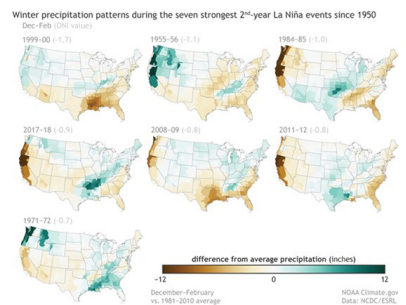 Winter precipitation patterns during the seven strongest 2nd-year La Niña events since 1950
Dec-Feb (ONI value)
1999-00 (-1.7)
1955-56 (-1.1)
1984-85 (-1.0)
2017-18 (-0.9)
2008-09 (-0.8)
2011-12 (-0.8)
1971-72 (-0.7)
difference from average precipitation (inches)
-12
0
12
December-February
vs. 1981-2010 average
NOAA Climate.gov
Data: NCDC/ESRL